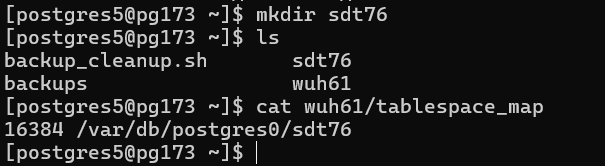 [postgres5@pg173 ~]$ mkdir sdt76
[postgres5@pg173 ~]$ ls
backup_cleanup.sh       sdt76
backups                 wuh61
[postgres5@pg173 ~]$ cat wuh61/tablespace_map
16384 /var/db/postgres0/sdt76
[postgres5@pg173 ~]$